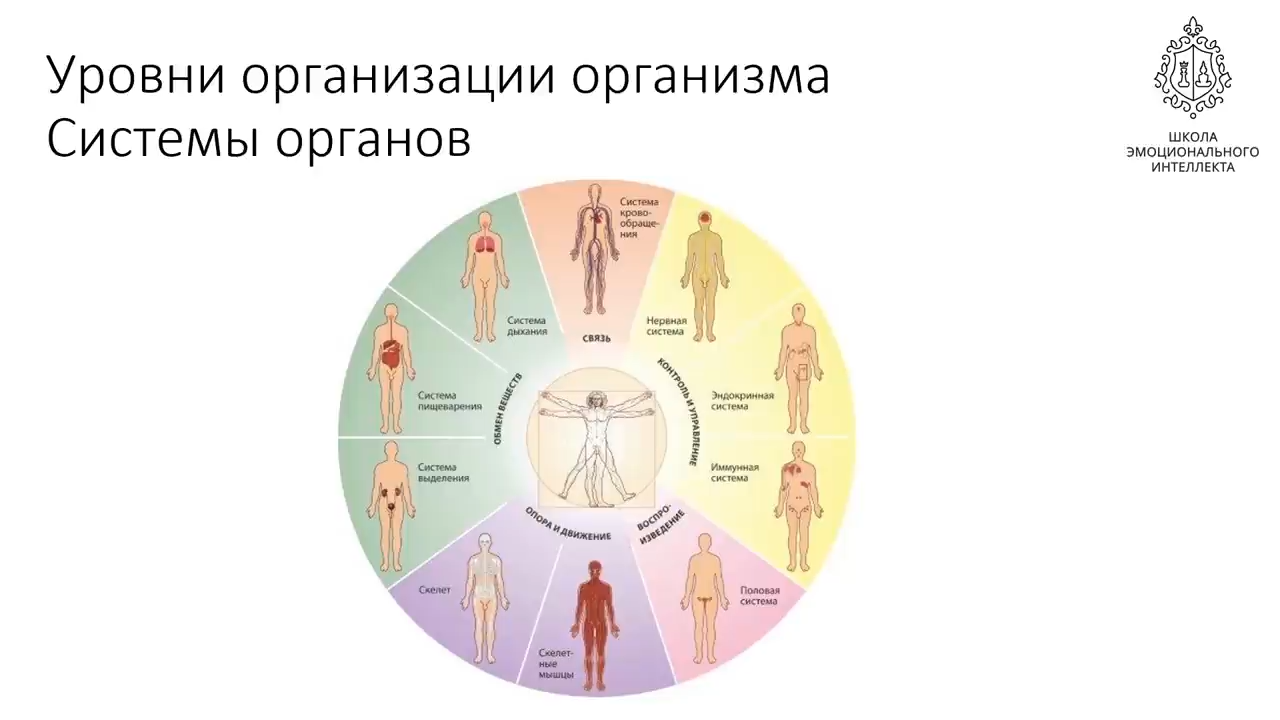 Уровни организации организма
Системы органов
ШКОЛА
ЭМОЦИОНАЛЬНОГО
ИНТЕЛЛЕКТА
Система
крово-
обраще-
ния
СВЯЗЬ
Нервная
система
Эндокринная
система
Иммунная
система
КОНТРОЛЬ И УПРАВЛЕНИЕ
Половая
система
ВОСПРО-
ИЗВЕДЕНИЕ
Скелет-
ные
мышцы
Скелет
ОПОРА И ДВИЖЕНИЕ
Система
выделения
Система
пищеварения
Система
дыхания
ОБМЕН ВЕЩЕСТВ